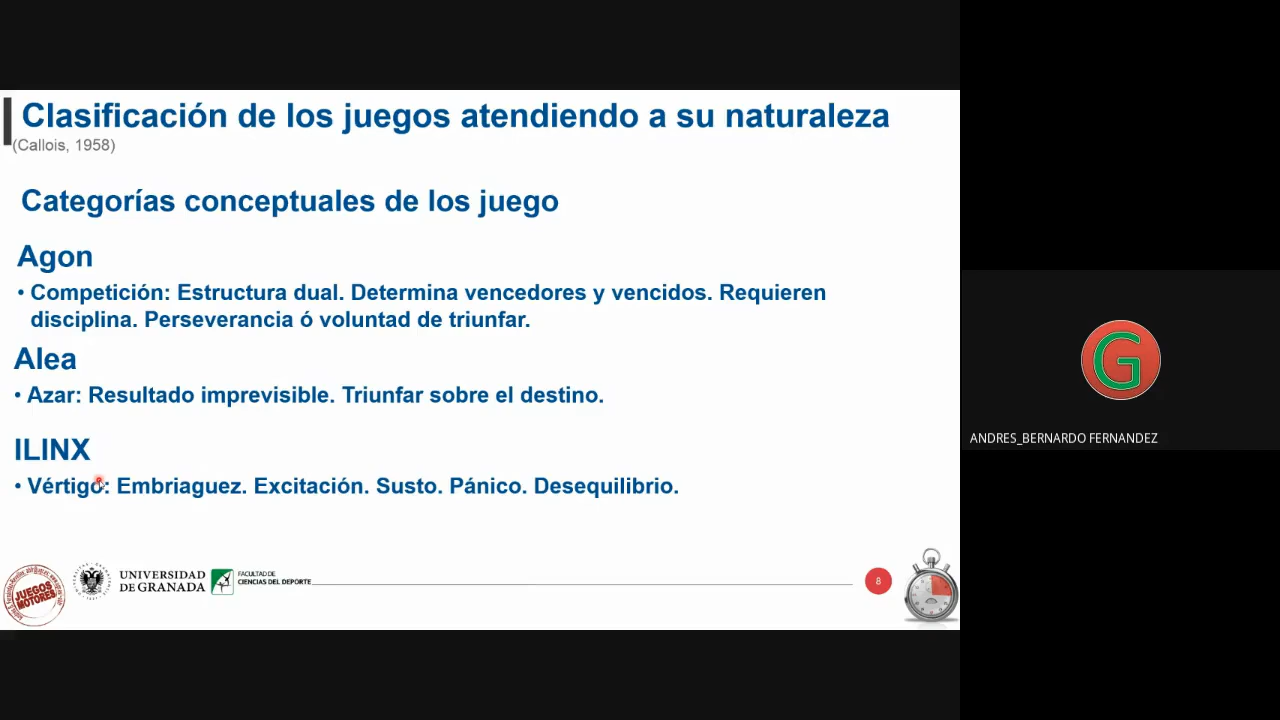 Clasificación de los juegos atendiendo a su naturaleza
(Callois, 1958)
Categorías conceptuales de los juego
Agon
• Competición: Estructura dual. Determina vencedores y vencidos. Requieren
disciplina. Perseverancia ó voluntad de triunfar.
Alea
• Azar: Resultado imprevisible. Triunfar sobre el destino.
ILINX
• Vértigo: Embriaguez. Excitación. Susto. Pánico. Desequilibrio.
JUEGOS
MOTORES
UNIVERSIDAD
DE GRANADA
FACULTAD DE
CIENCIAS DEL DEPORTE
8
G
ANDRES_BERNARDO FERNANDEZ